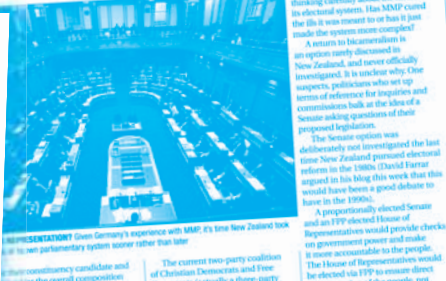 REPRESENTATION? Given Germany's experience with MMP, it's time New Zealand took
own parliamentary system sooner rather than later
their constituency candidate and
the overall composition
The current two-party coalition
of Christian Democrats and Free
actually a three-party
thinking carefully
its electoral system. Has MMP cured
the ills it was meant to or has it just
made the system more complex?
A return to bicameralism is
an option rarely discussed in
New Zealand, and never officially
investigated. It is unclear why. One
suspects, politicians who set up
terms of reference for inquiries and
commissions balk at the idea of a
Senate asking questions of their
proposed legislation.
The Senate option was
deliberately not investigated the last
time New Zealand pursued electoral
reform in the 1980s (David Farrar
argued in his blog this week that this
would have been a good debate to
have in the 1990s).
A proportionally elected Senate
and an FPP elected House of
Representatives would provide checks
on government power and make
it more accountable to the people.
The House of Representatives would
be elected via FPP to ensure direct
people, not